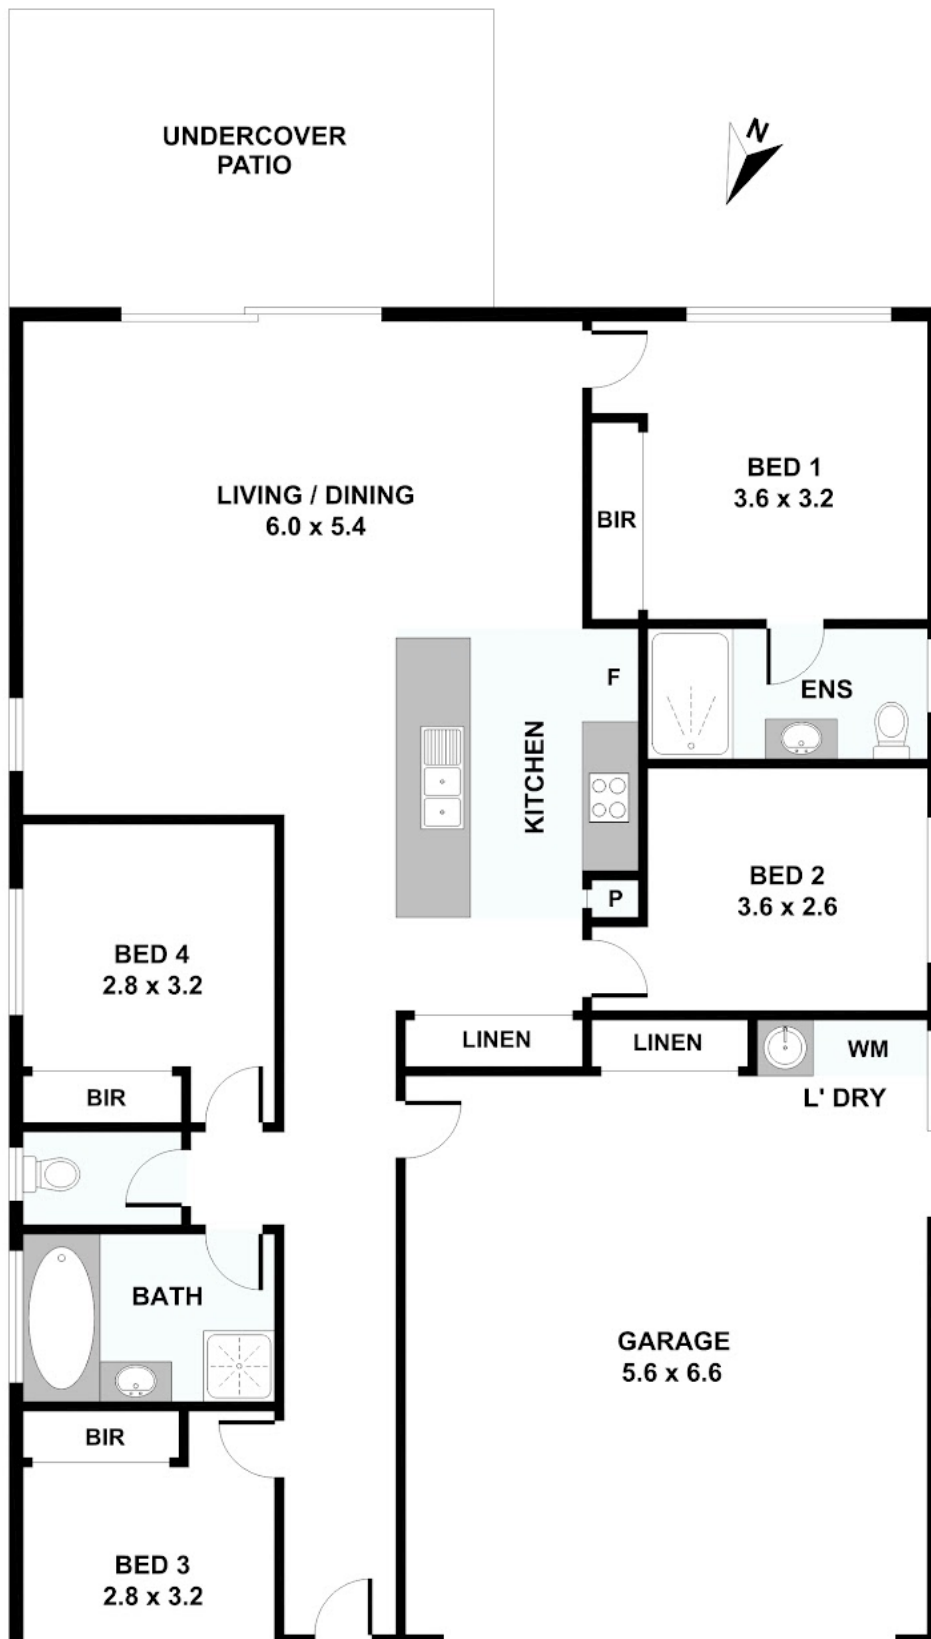 UNDERCOVER
PATIO
N
LIVING / DINING
6.0 x 5.4
BED 1
3.6 x 3.2
BIR
F
ENS
KITCHEN
BED 2
3.6 x 2.6
P
BED 4
2.8 x 3.2
BIR
LINEN
LINEN
WM
L' DRY
BATH
GARAGE
5.6 x 6.6
BIR
BED 3
2.8 x 3.2